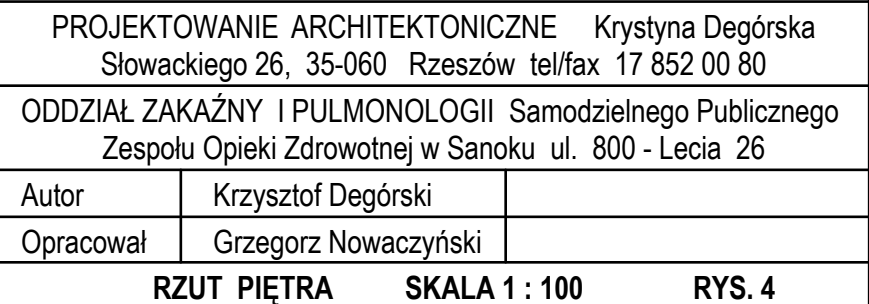 PROJEKTOWANIE ARCHITEKTONICZNE Krystyna Degórska
Słowackiego 26, 35-060 Rzeszów tel/fax 17 852 00 80
ODDZIAŁ ZAKAŹNY I PULMONOLOGII Samodzielnego Publicznego
Zespołu Opieki Zdrowotnej w Sanoku ul. 800 - Lecia 26
Autor Krzysztof Degórski
Opracował Grzegorz Nowaczyński
RZUT PIĘTRA SKALA 1 : 100 RYS. 4